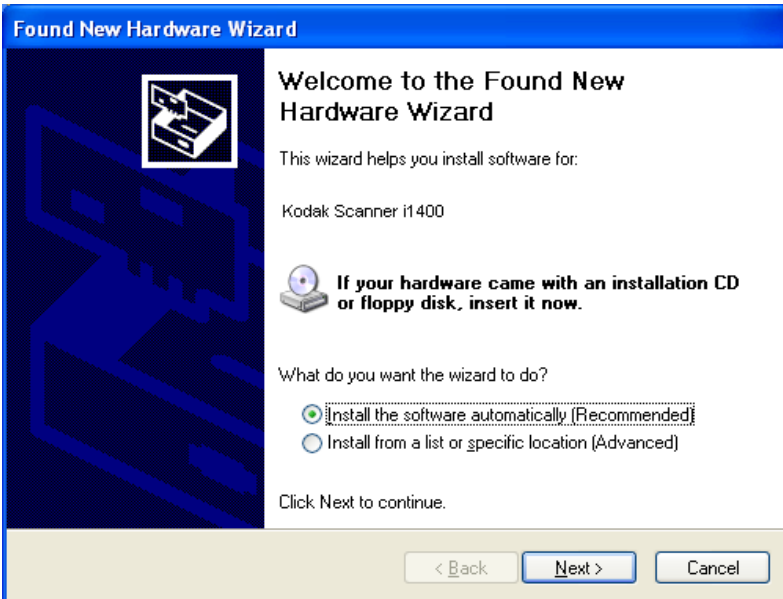 Found New Hardware Wizard
Welcome to the Found New
Hardware Wizard
This wizard helps you install software for:
Kodak Scanner i1400
If your hardware came with an installation CD
or floppy disk, insert it now.
What do you want the wizard to do?
Install the software automatically (Recommended)
Install from a list or specific location (Advanced)
Click Next to continue.
< Back Next > Cancel